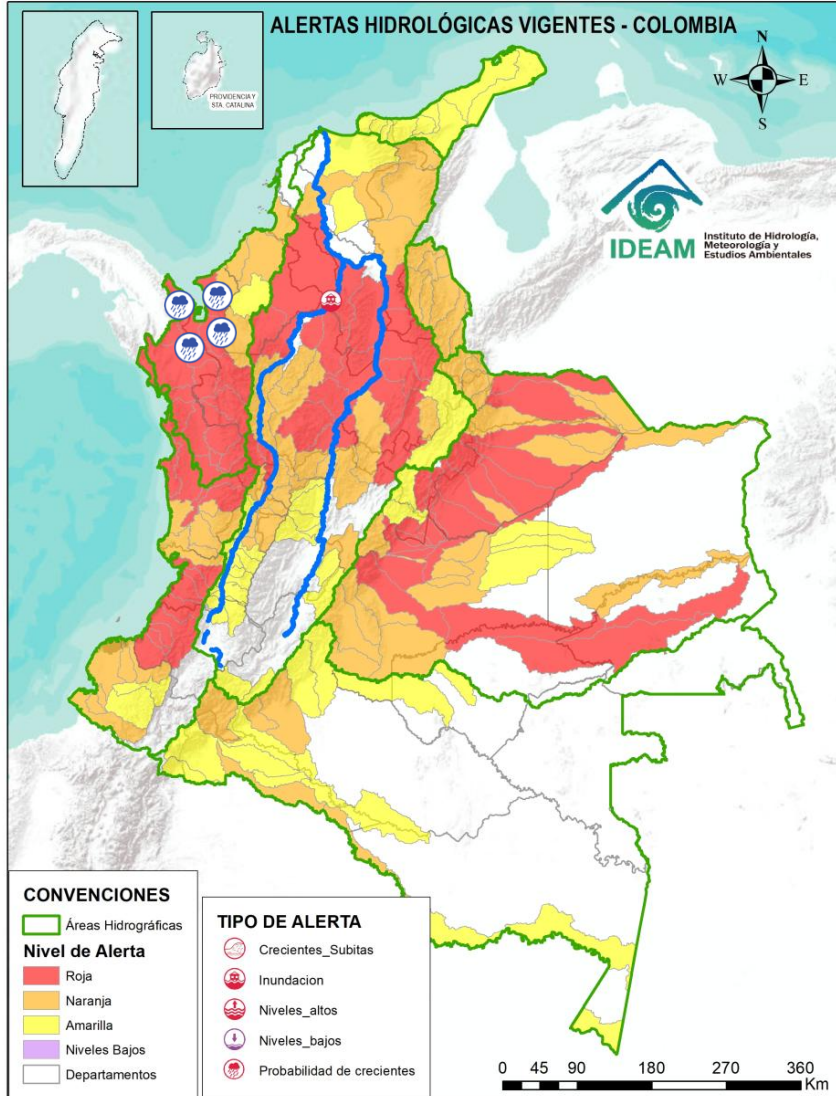 ALERTAS HIDROLÓGICAS VIGENTES - COLOMBIA
PROVIDENCIA Y
STA. CATALINA
N
W
E
S
IDEAM
Instituto de Hidrología,
Meteorología y
Estudios Ambientales
CONVENCIONES
Áreas Hidrográficas
Nivel de Alerta
Roja
Naranja
Amarilla
Niveles Bajos
Departamentos
TIPO DE ALERTA
Crecientes_Subitas
Inundacion
Niveles_altos
Niveles_bajos
Probabilidad de crecientes
0 45 90 180 270 360
Km